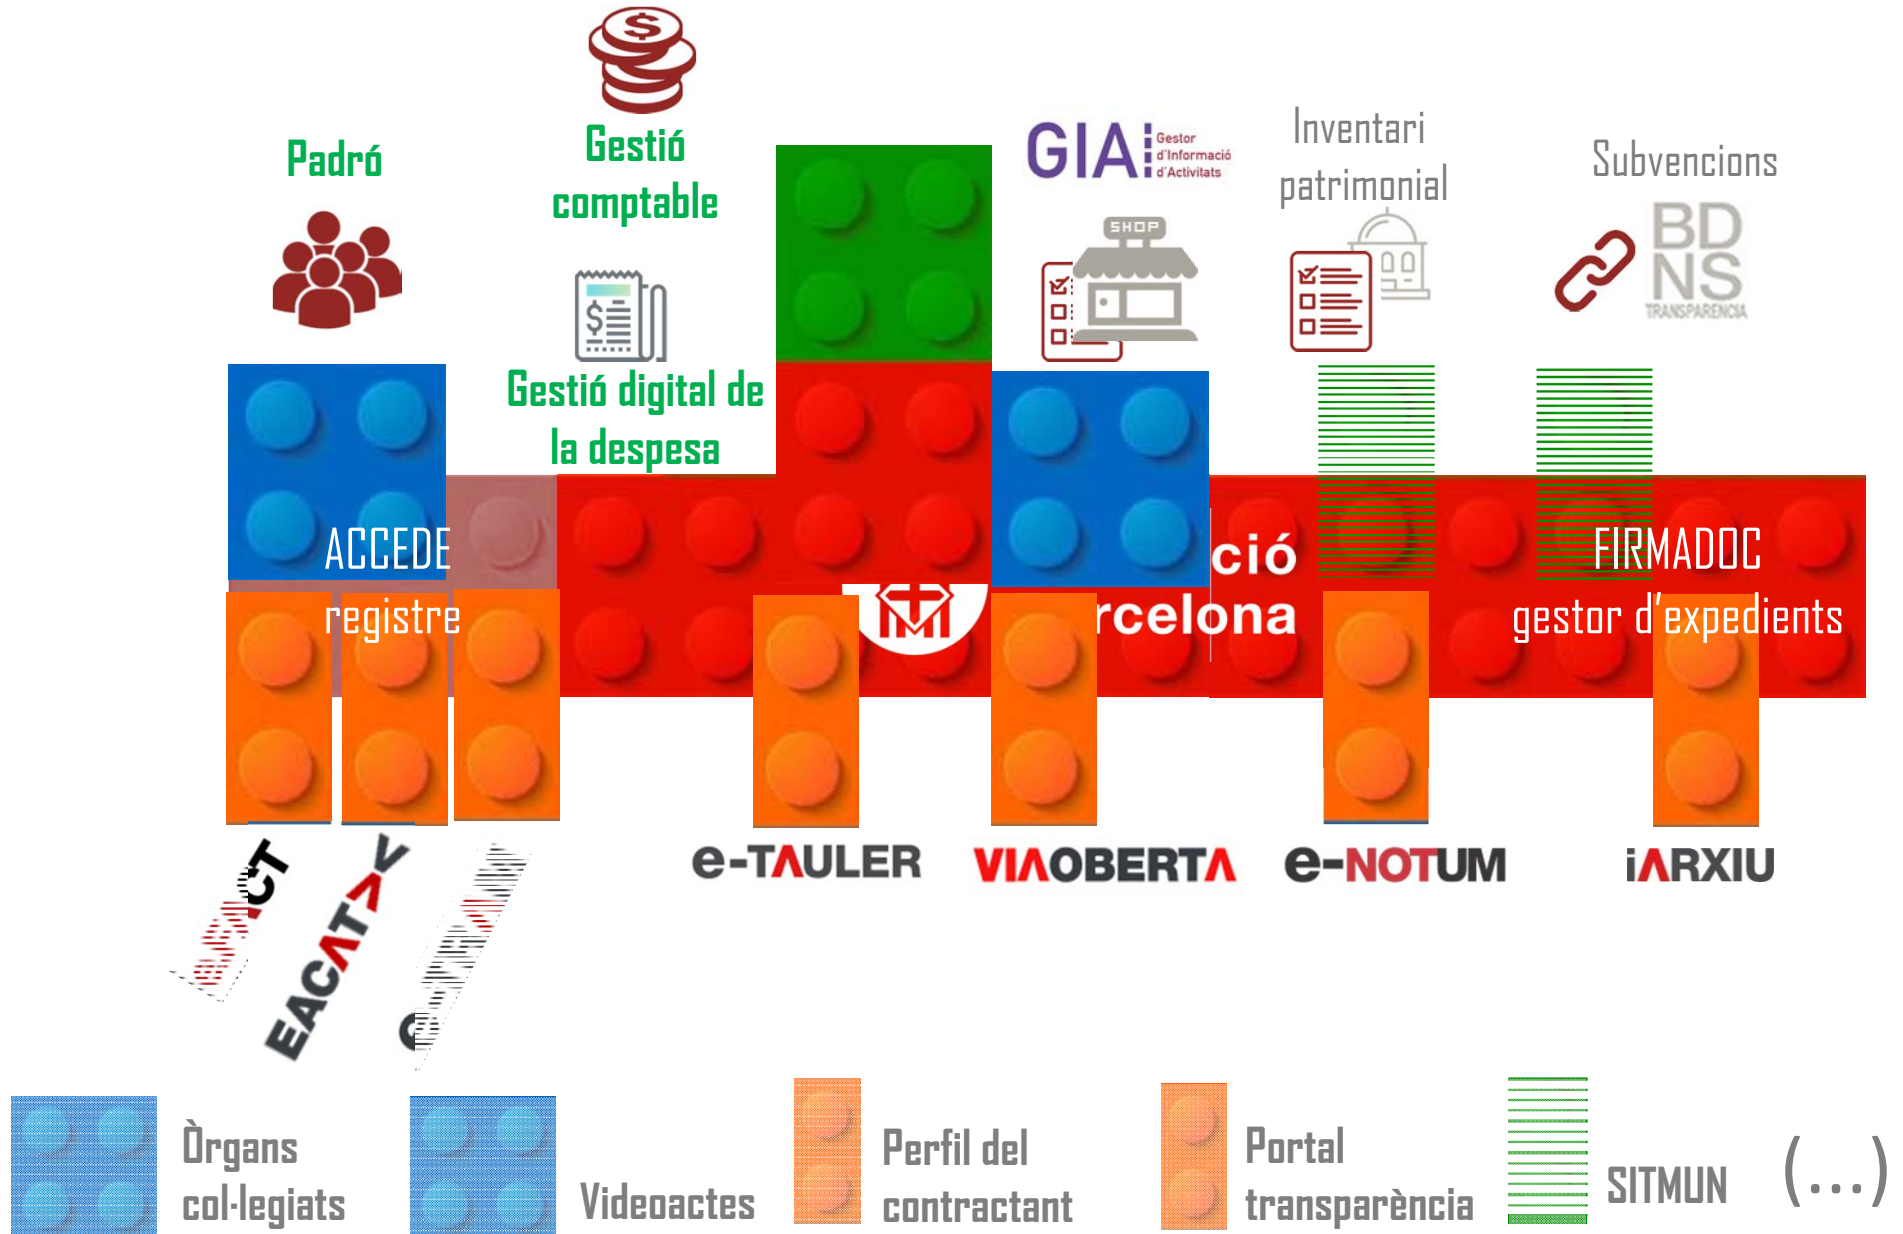 Padró
Gestió
comptable
Gestió digital de
la despesa
GIA
Gestor
d'Informació
d'Activitats
SHOP
Inventari
patrimonial
Subvencions
BD
NS
TRANSPARENCIA
ACCEDE
registre
ció
rcelona
FIRMADOC
gestor d'expedients
EACAT
e-TAULER
VIAOBERTA
e-NOTUM
iARXIU
Òrgans
col·legiats
Videoactes
Perfil del
contractant
Portal
transparència
SITMUN
(...)